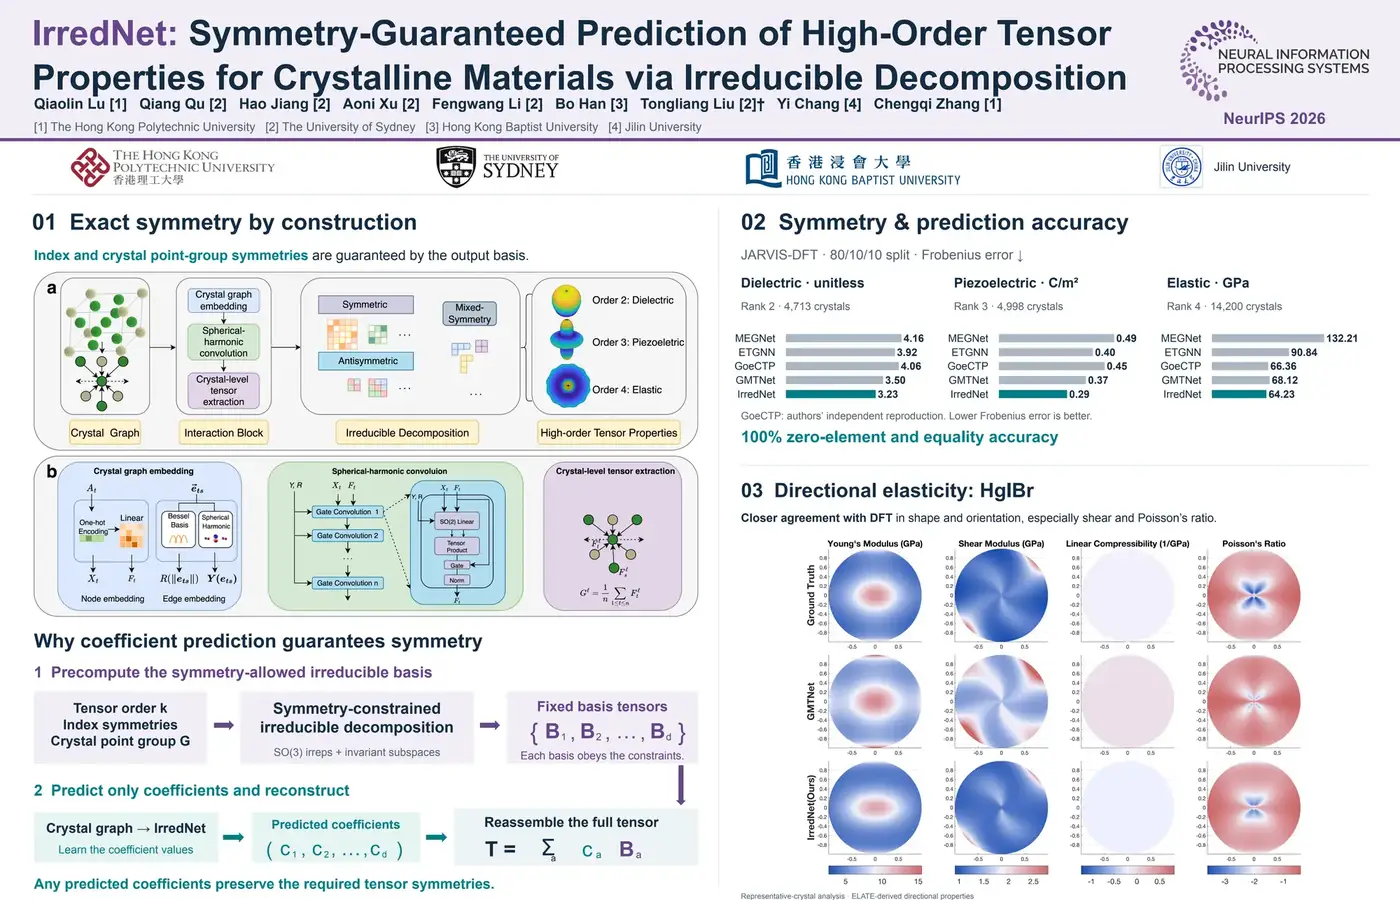 IrredNet: Symmetry-Guaranteed Prediction of High-Order Tensor
Properties for Crystalline Materials via Irreducible Decomposition
Qiaolin Lu [1] Qiang Qu [2] Hao Jiang [2] Aoni Xu [2] Fengwang Li [2] Bo Han [3] Tongliang Liu [2]† Yi Chang [4] Chengqi Zhang [1]
[1] The Hong Kong Polytechnic University [2] The University of Sydney [3] Hong Kong Baptist University [4] Jilin University
NEURAL INFORMATION
PROCESSING SYSTEMS
NeurIPS 2026
THE HONG KONG
POLYTECHNIC UNIVERSITY
香港理工大學
THE UNIVERSITY OF
SYDNEY
香港浸會大學
HONG KONG BAPTIST UNIVERSITY
Jilin University
01 Exact symmetry by construction
Index and crystal point-group symmetries are guaranteed by the output basis.
a
Crystal graph
embedding
Spherical-
harmonic
convolution
Crystal-level
tensor
extraction
Symmetric
. . .
Antisymmetric
. . .
Mixed-
Symmetry
. . .
Order 2: Dielectric
Order 3: Piezoeletric
Order 4: Elastic
Crystal Graph
Interaction Block
Irreducible Decomposition
High-order Tensor Properties
b
Crystal graph embedding
One-hot
Encoding
Linear
Bessel
Basis
Spherical
Harmonic
Node embedding
Edge embedding
Spherical-harmonic convoluion
Y, R
Gate Convolution 1
Gate Convolution 2
Gate Convolution n
Y, R
SO(2) Linear
Tensor
Product
Gate
Norm
Crystal-level tensor extraction
Why coefficient prediction guarantees symmetry
1 Precompute the symmetry-allowed irreducible basis
Tensor order k
Index symmetries
Crystal point group G
Symmetry-constrained
irreducible decomposition
SO(3) irreps + invariant subspaces
Fixed basis tensors
{ B₁ , B₂ , . . . , B_d }
Each basis obeys the constraints.
2 Predict only coefficients and reconstruct
Crystal graph → IrredNet
Learn the coefficient values
Predicted coefficients
( C₁ , C₂ , . . . , C_d )
Reassemble the full tensor
T = Σₐ cₐ Bₐ
Any predicted coefficients preserve the required tensor symmetries.
02 Symmetry & prediction accuracy
JARVIS-DFT · 80/10/10 split · Frobenius error ↓
Dielectric · unitless
Rank 2 · 4,713 crystals
MEGNet 4.16
ETGNN 3.92
GoeCTP 4.06
GMTNet 3.50
IrredNet 3.23
Piezoelectric · C/m²
Rank 3 · 4,998 crystals
MEGNet 0.49
ETGNN 0.40
GoeCTP 0.45
GMTNet 0.37
IrredNet 0.29
Elastic · GPa
Rank 4 · 14,200 crystals
MEGNet 132.21
ETGNN 90.84
GoeCTP 66.36
GMTNet 68.12
IrredNet 64.23
GoeCTP: authors' independent reproduction. Lower Frobenius error is better.
100% zero-element and equality accuracy
03 Directional elasticity: HgIBr
Closer agreement with DFT in shape and orientation, especially shear and Poisson's ratio.
Young's Modulus (GPa)
Shear Modulus (GPa)
Linear Compressibility (1/GPa)
Poisson's Ratio
Ground Truth
GMTNet
IrredNet(Ours)
5 10 15
1 1.5 2 2.5
-1 -0.5 0 0.5
-3 -2 -1
Representative-crystal analysis · ELATE-derived directional properties